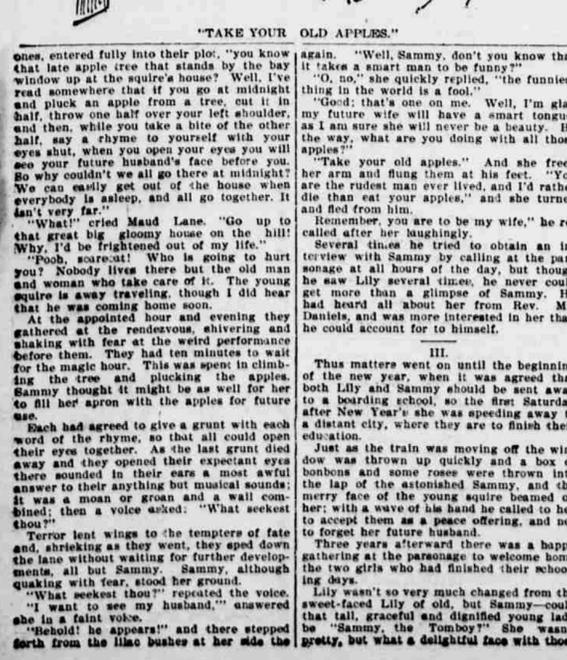 "TAKE YOUR OLD APPLES."
ones, entered fully into their plot, "you know
that late apple tree that stands by the bay
window up at the squire's house? Well, I've
read somewhere that if you go at midnight
and pluck an apple from a tree, cut it in
half, throw one half over your left shoulder,
and then, while you take a bite of the other
half, say a rhyme to yourself with your
eyes shut, when you open your eyes you will
see your future husband's face before you.
So why couldn't we all go there at midnight?
We can easily get out of the house when
everybody is asleep, and all go together. It
isn't very far."
"What!" cried Maud Lane. "Go up to
that great big gloomy house on the hill!
Why, I'd be frightened out of my life."
"Pooh, scareout! Who is going to hurt
you? Nobody lives there but the old man
and woman who take care of it. The young
squire is away traveling, though I did hear
that he was coming home soon.
At the appointed hour and evening they
gathered at the rendezvous, shivering and
shaking with fear at the weird performance
before them. They had ten minutes to wait
for the magic hour. This was spent in climb-
ing the tree and plucking the apples.
Sammy thought it might be as well for her
to fill her apron with the apples for future
use.
Each had agreed to give a grunt with each
word of the rhyme, so that all could open
their eyes together. As the last grunt died
away and they opened their expectant eyes
there sounded in their ears a most awful
answer to their anything but musical sounds;
it was a moan or groan and a wail com-
bined; then a voice asked: "What seekest
thou?"
Terror lent wings to the tempters of fate
and, shrieking as they went, they sped down
the lane without waiting for further develop-
ments, all but Sammy. Sammy, although
quaking with fear, stood her ground.
"What seekest thou?" repeated the voice.
"I want to see my husband," answered
she in a faint voice.
"Behold! he appears!" and there stepped
forth from the lilac bushes at her side the
again. "Well, Sammy, don't you know tha
it takes a smart man to be funny?"
"O, no," she quickly replied, "the funnies
thing in the world is a fool."
"Good; that's one on me. Well, I'm gla
my future wife will have a smart tongu
as I am sure she will never be a beauty. B
the way, what are you doing with all thos
apples?"
"Take your old apples." And she free
her arm and flung them at his feet. "Yo
are the rudest man ever lived, and I'd rathe
die than eat your apples," and she turne
and fled from him.
Remember, you are to be my wife," he re
called after her laughingly.
Several times he tried to obtain an in
terview with Sammy by calling at the par
sonage at all hours of the day, but thoug
he saw Lily several times, he never coul
get more than a glimpse of Sammy. H
had heard all about her from Rev. M
Daniels, and was more interested in her tha
he could account for to himself.
III.
Thus matters went on until the beginnin
of the new year, when it was agreed tha
both Lily and Sammy should be sent awa
to a boarding school, so the first Saturda
after New Year's she was speeding away t
a distant city, where they are to finish thei
education.
Just as the train was moving off the win
dow was thrown up quickly and a box o
bonbons and some roses were thrown int
the lap of the astonished Sammy, and th
merry face of the young squire beamed o
her; with a wave of his hand he called to he
to accept them as a peace offering, and no
to forget her future husband.
Three years afterward there was a happ
gathering at the parsonage to welcome hom
the two girls who had finished their schoo
ing days.
Lily wasn't so very much changed from th
sweet-faced Lily of old, but Sammy—coul
that tall, graceful and dignified young lad
be "Sammy, the Tomboy?" She wasn
pretty, but what a delightful face with thos